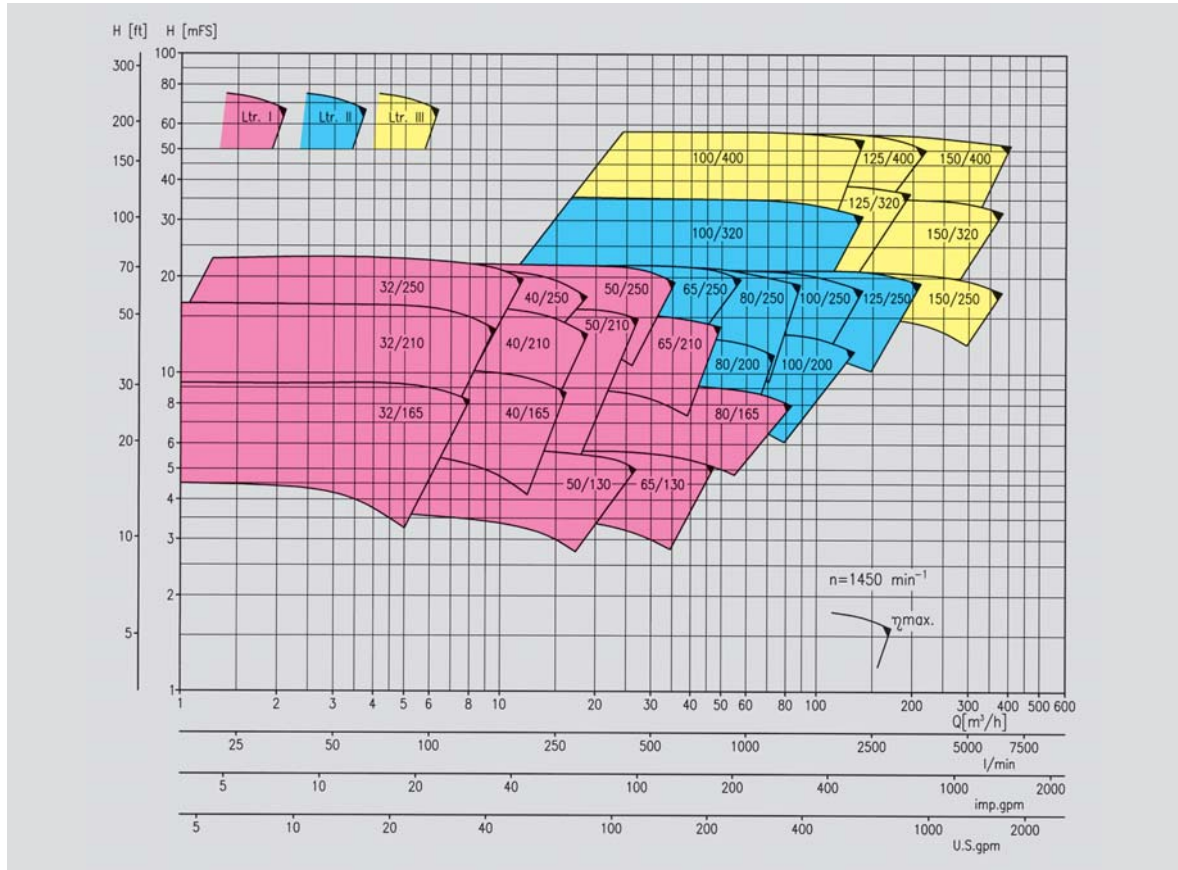 H [ft] H [mFS]
300
200
150
100
70
50
30
20
10
5
100
80
60
50
40
30
20
10
8
6
5
4
3
2
1
Ltr. I Ltr. II Ltr. III
100/400 125/400 150/400
125/320
100/320 150/320
32/250 40/250 50/250 65/250 80/250 100/250 125/250 150/250
50/210
32/210 40/210 65/210
80/200 100/200
32/165 40/165 80/165
50/130 65/130
n=1450 min⁻¹
ηmax.
1 2 3 4 5 6 8 10 20 30 40 50 60 80 100 200 300 400 500 600
Q[m³/h]
25 50 100 250 500 1000 2500 5000 7500
l/min
5 10 20 40 100 200 400 1000 2000
imp.gpm
5 10 20 40 100 200 400 1000 2000
U.S.gpm